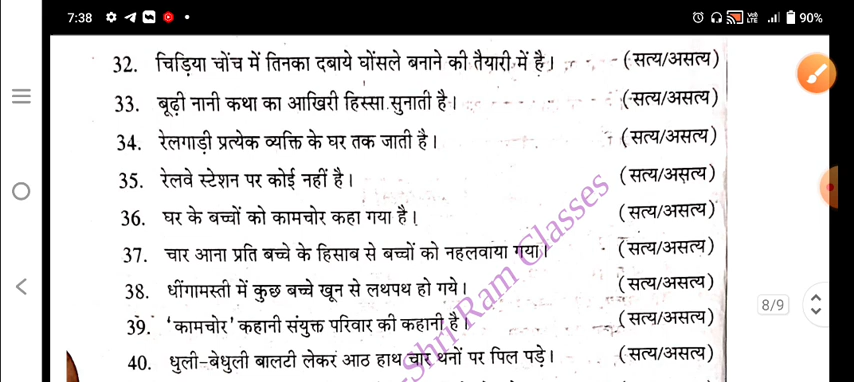 7:38 90%
32. चिड़िया चोंच में तिनका दबाये घोंसले बनाने की तैयारी में है। (सत्य/असत्य)
33. बूढ़ी नानी कथा का आखिरी हिस्सा सुनाती है। (सत्य/असत्य)
34. रेलगाड़ी प्रत्येक व्यक्ति के घर तक जाती है। (सत्य/असत्य)
35. रेलवे स्टेशन पर कोई नहीं है। (सत्य/असत्य)
36. घर के बच्चों को कामचोर कहा गया है। (सत्य/असत्य)
37. चार आना प्रति बच्चे के हिसाब से बच्चों को नहलवाया गया। (सत्य/असत्य)
38. धींगामस्ती में कुछ बच्चे खून से लथपथ हो गये। (सत्य/असत्य)
8/9
39. 'कामचोर' कहानी संयुक्त परिवार की कहानी है। (सत्य/असत्य)
40. धुली-बेधुली बालटी लेकर आठ हाथ चार थनों पर पिल पड़े। (सत्य/असत्य)
Shri Ram Classes